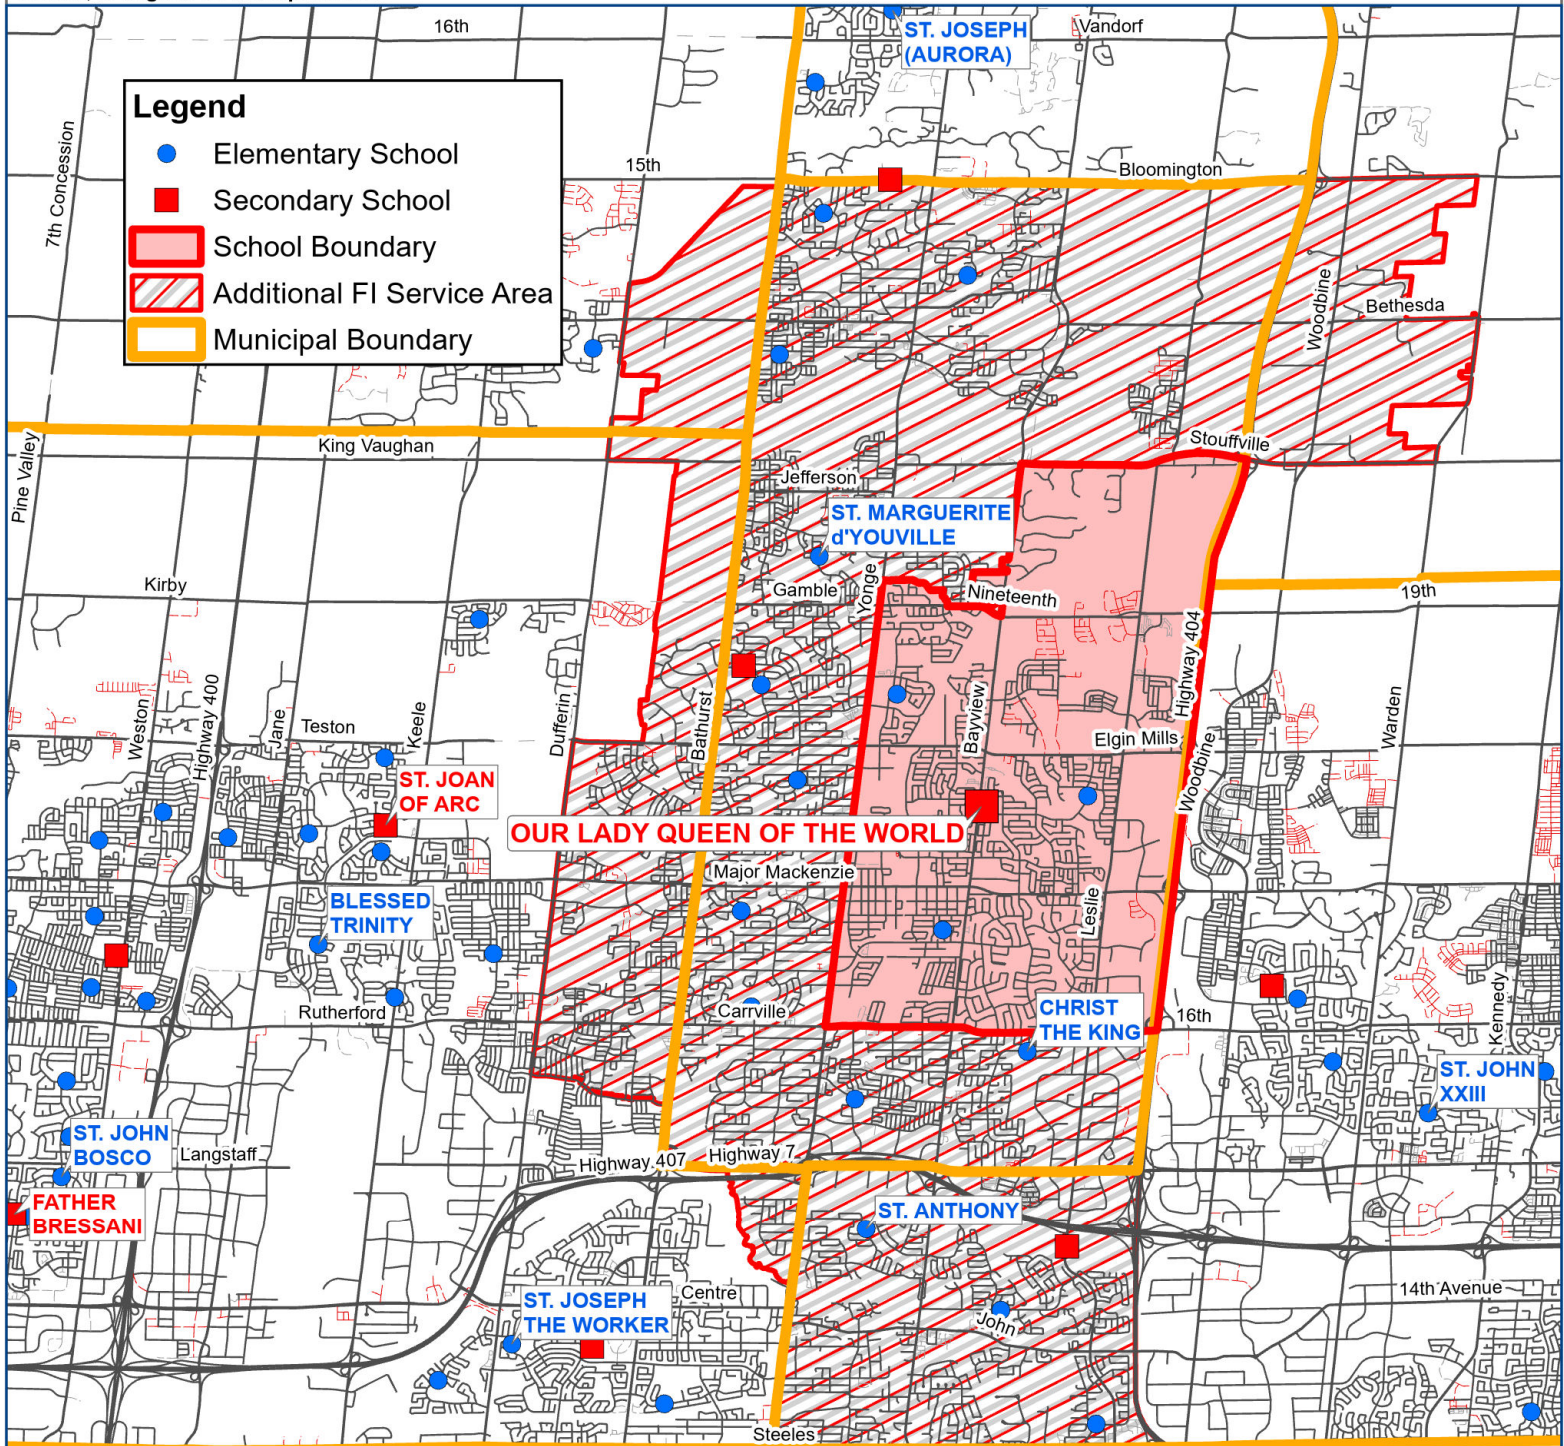 16th
Vandorf
ST. JOSEPH
(AURORA)
Legend
Elementary School
Secondary School
School Boundary
Additional FI Service Area
Municipal Boundary
7th Concession
15th
Bloomington
Woodbine
Bethesda
King Vaughan
Stouffville
Pine Valley
Jefferson
ST. MARGUERITE
d'YOUVILLE
Kirby
Gamble
Yonge
Nineteenth
19th
Highway 404
Weston
Highway 400
Jane
Teston
Keele
Dufferin
Bathurst
Bayview
Elgin Mills
Woodbine
Warden
ST. JOAN
OF ARC
OUR LADY QUEEN OF THE WORLD
Major Mackenzie
Leslie
BLESSED
TRINITY
Rutherford
Carrville
CHRIST
THE KING
16th
Kennedy
ST. JOHN
XXIII
ST. JOHN
BOSCO
Langstaff
Highway 407
Highway 7
FATHER
BRESSANI
ST. ANTHONY
Centre
14th Avenue
ST. JOSEPH
THE WORKER
John
Steeles